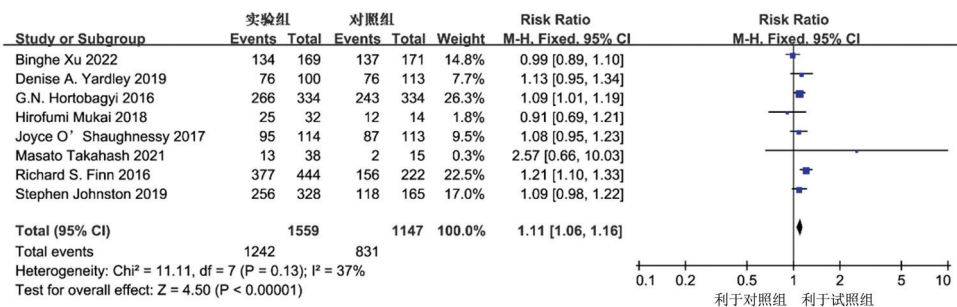 实验组 对照组 Risk Ratio Risk Ratio
Study or Subgroup Events Total Events Total Weight M-H, Fixed, 95% CI M-H, Fixed, 95% CI
Binghe Xu 2022 134 169 137 171 14.8% 0.99 [0.89, 1.10]
Denise A. Yardley 2019 76 100 76 113 7.7% 1.13 [0.95, 1.34]
G.N. Hortobagyi 2016 266 334 243 334 26.3% 1.09 [1.01, 1.19]
Hirofumi Mukai 2018 25 32 12 14 1.8% 0.91 [0.69, 1.21]
Joyce O’Shaughnessy 2017 95 114 87 113 9.5% 1.08 [0.95, 1.23]
Masato Takahash 2021 13 38 2 15 0.3% 2.57 [0.66, 10.03]
Richard S. Finn 2016 377 444 156 222 22.5% 1.21 [1.10, 1.33]
Stephen Johnston 2019 256 328 118 165 17.0% 1.09 [0.98, 1.22]
Total (95% CI) 1559 1147 100.0% 1.11 [1.06, 1.16]
Total events 1242 831
Heterogeneity: Chi² = 11.11, df = 7 (P = 0.13); I² = 37%
Test for overall effect: Z = 4.50 (P < 0.00001)
0.1 0.2 0.5 1 2 5 10
利于对照组 利于试照组